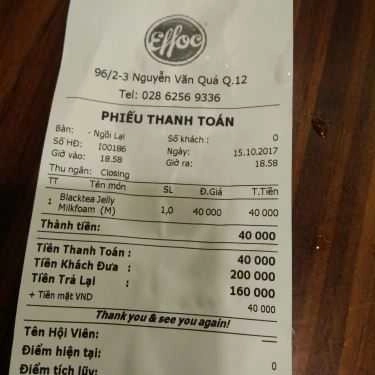 Effoc
96/2-3 Nguyễn Văn Quá Q.12
Tel: 028 6256 9336
PHIẾU THANH TOÁN
Bàn: - Ngồi Lại Số khách : 0
Số HĐ: I00186 Ngày: 15.10.2017
Giờ vào: 18.58 Giờ ra: 18.58
Thu ngân: Closing
TT Tên món SL Đ.Giá T.Tiền
1 Blacktea Jelly Milkfoam (M) 1,0 40 000 40 000
Thành tiền: 40 000
Tiền Thanh Toán : 40 000
Tiền Khách Đưa : 200 000
Tiền Trả Lại : 160 000
+ Tiền mặt VND 40 000
Thank you & see you again!
Tên Hội Viên:
Điểm hiện tại: 0
Điểm tích lũy: